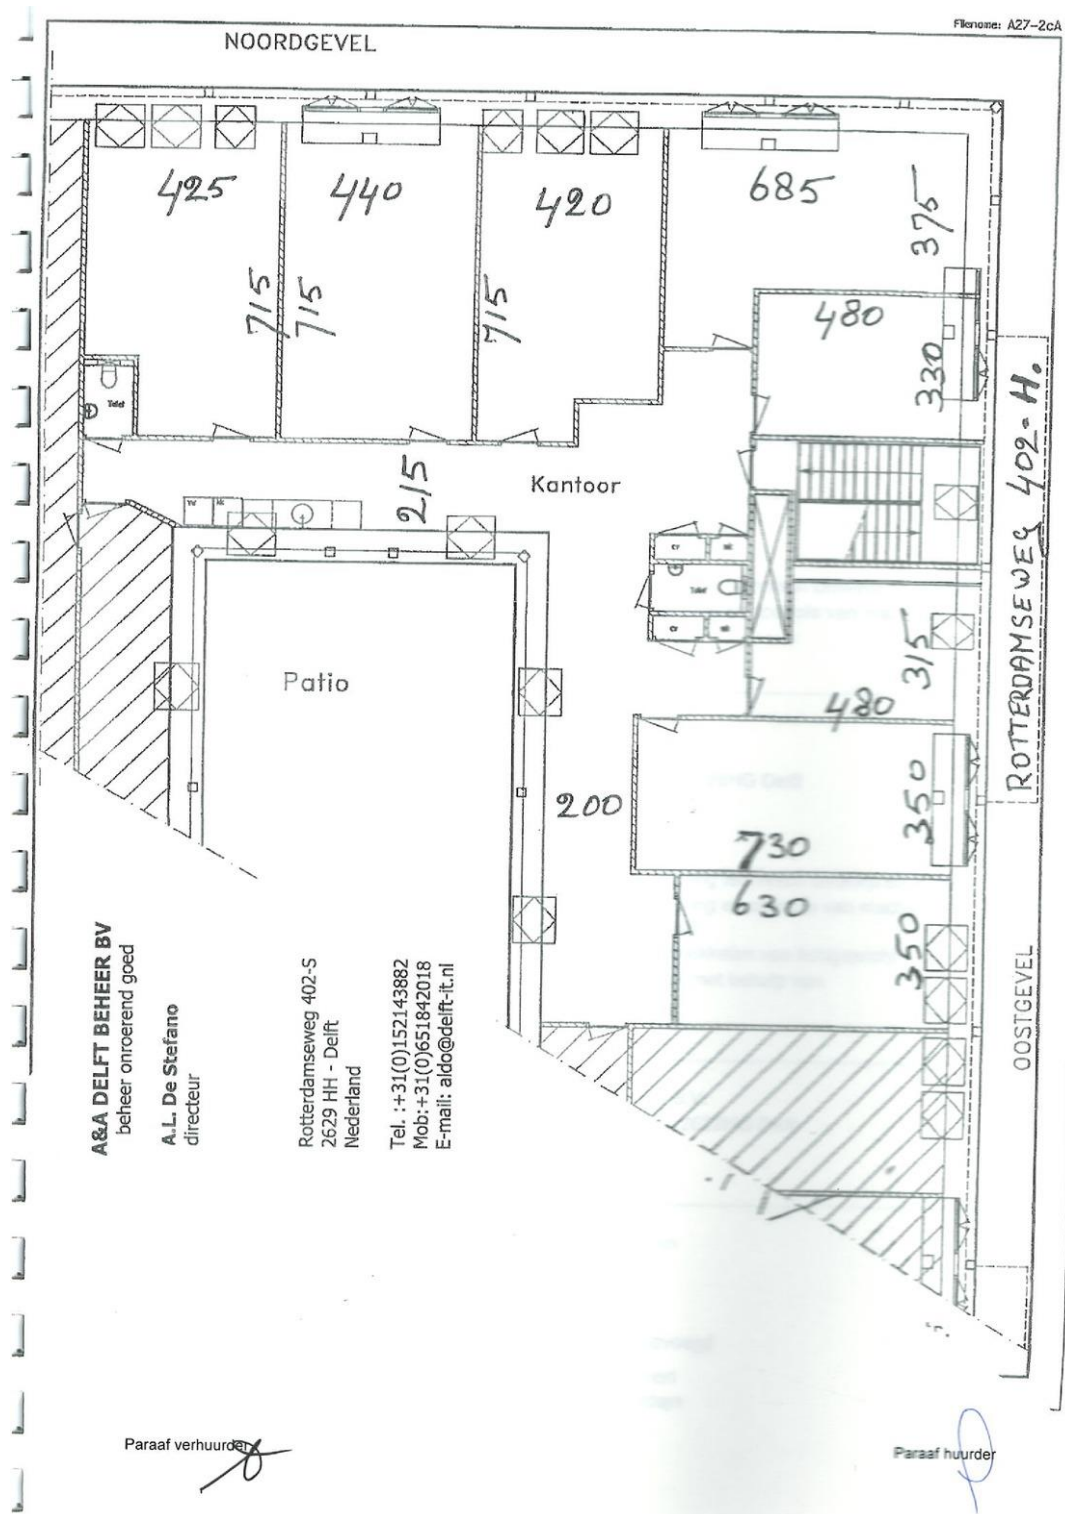 Filename: A27-2cA
NOORDGEVEL
425
440
420
685
375
715
715
715
480
330
Toilet
215
Kantoor
Toilet
ROTTERDAMSEWEG 402-H.
315
480
Patio
200
350
730
630
350
OOSTGEVEL
A&A DELFT BEHEER BV
beheer onroerend goed
A.L. De Stefano
directeur
Rotterdamseweg 402-S
2629 HH - Delft
Nederland
Tel. :+31(0)152143882
Mob:+31(0)651842018
E-mail: aldo@delft-it.nl
Paraaf verhuurder
Paraaf huurder